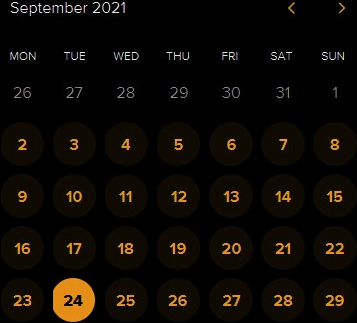 September 2021
MON TUE WED THU FRI SAT SUN
26 27 28 29 30 31 1
2 3 4 5 6 7 8
9 10 11 12 13 14 15
16 17 18 19 20 21 22
23 24 25 26 27 28 29